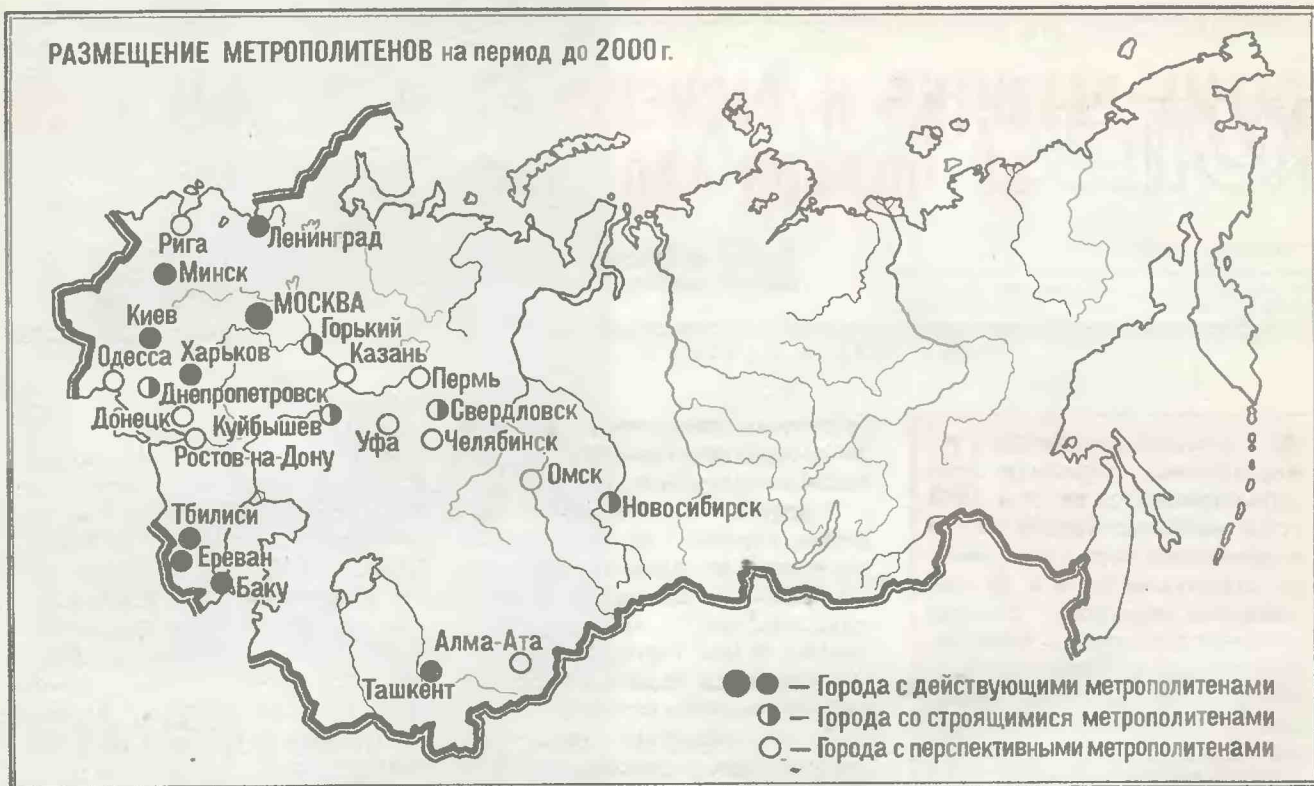 РАЗМЕЩЕНИЕ МЕТРОПОЛИТЕНОВ на период до 2000 г.
Рига
Ленинград
Минск
МОСКВА
Киев
Горький
Одесса
Харьков
Казань
Пермь
Днепропетровск
Свердловск
Донецк
Куйбышев
Уфа
Челябинск
Ростов-на-Дону
Омск
Новосибирск
Тбилиси
Ереван
Баку
Алма-Ата
Ташкент
— Города с действующими метрополитенами
— Города со строящимися метрополитенами
— Города с перспективными метрополитенами